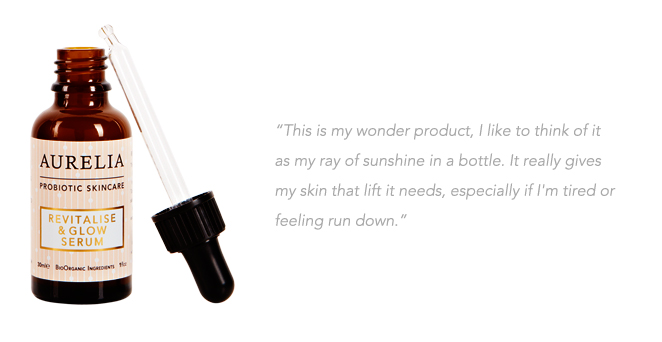 AURELIA
PROBIOTIC SKINCARE
REVITALISE
& GLOW
SERUM
30ml e BioOrganic Ingredients 1fl oz
“This is my wonder product, I like to think of it
as my ray of sunshine in a bottle. It really gives
my skin that lift it needs, especially if I'm tired or
feeling run down.”